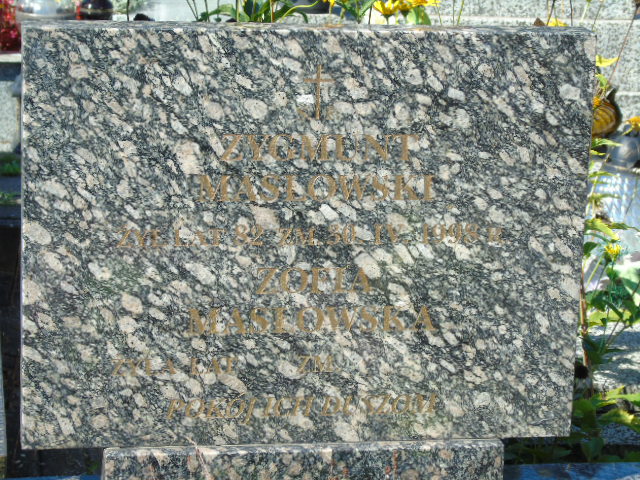 ZYGMUNT
MASŁOWSKI
ŻYŁ LAT 82 ZM. 30. IV. 1998 R.
ZOFIA
MASŁOWSKA
ŻYŁA LAT ZM.
POKÓJ ICH DUSZOM